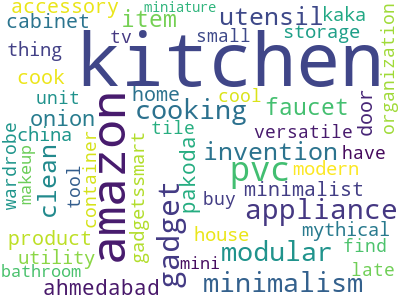 accessory miniature
cabinet item utensil kaka
thing tv small storage
kitchen
cook home cool
unit onion cooking faucet door organization
china tile versatile
wardrobe makeup clean tool container amazon gadgetssmart gadget pakoda invention have
pvc modern
minimalist
buy appliance
product house mythical
utility modular find
bathroom mini late
ahmedabad minimalism